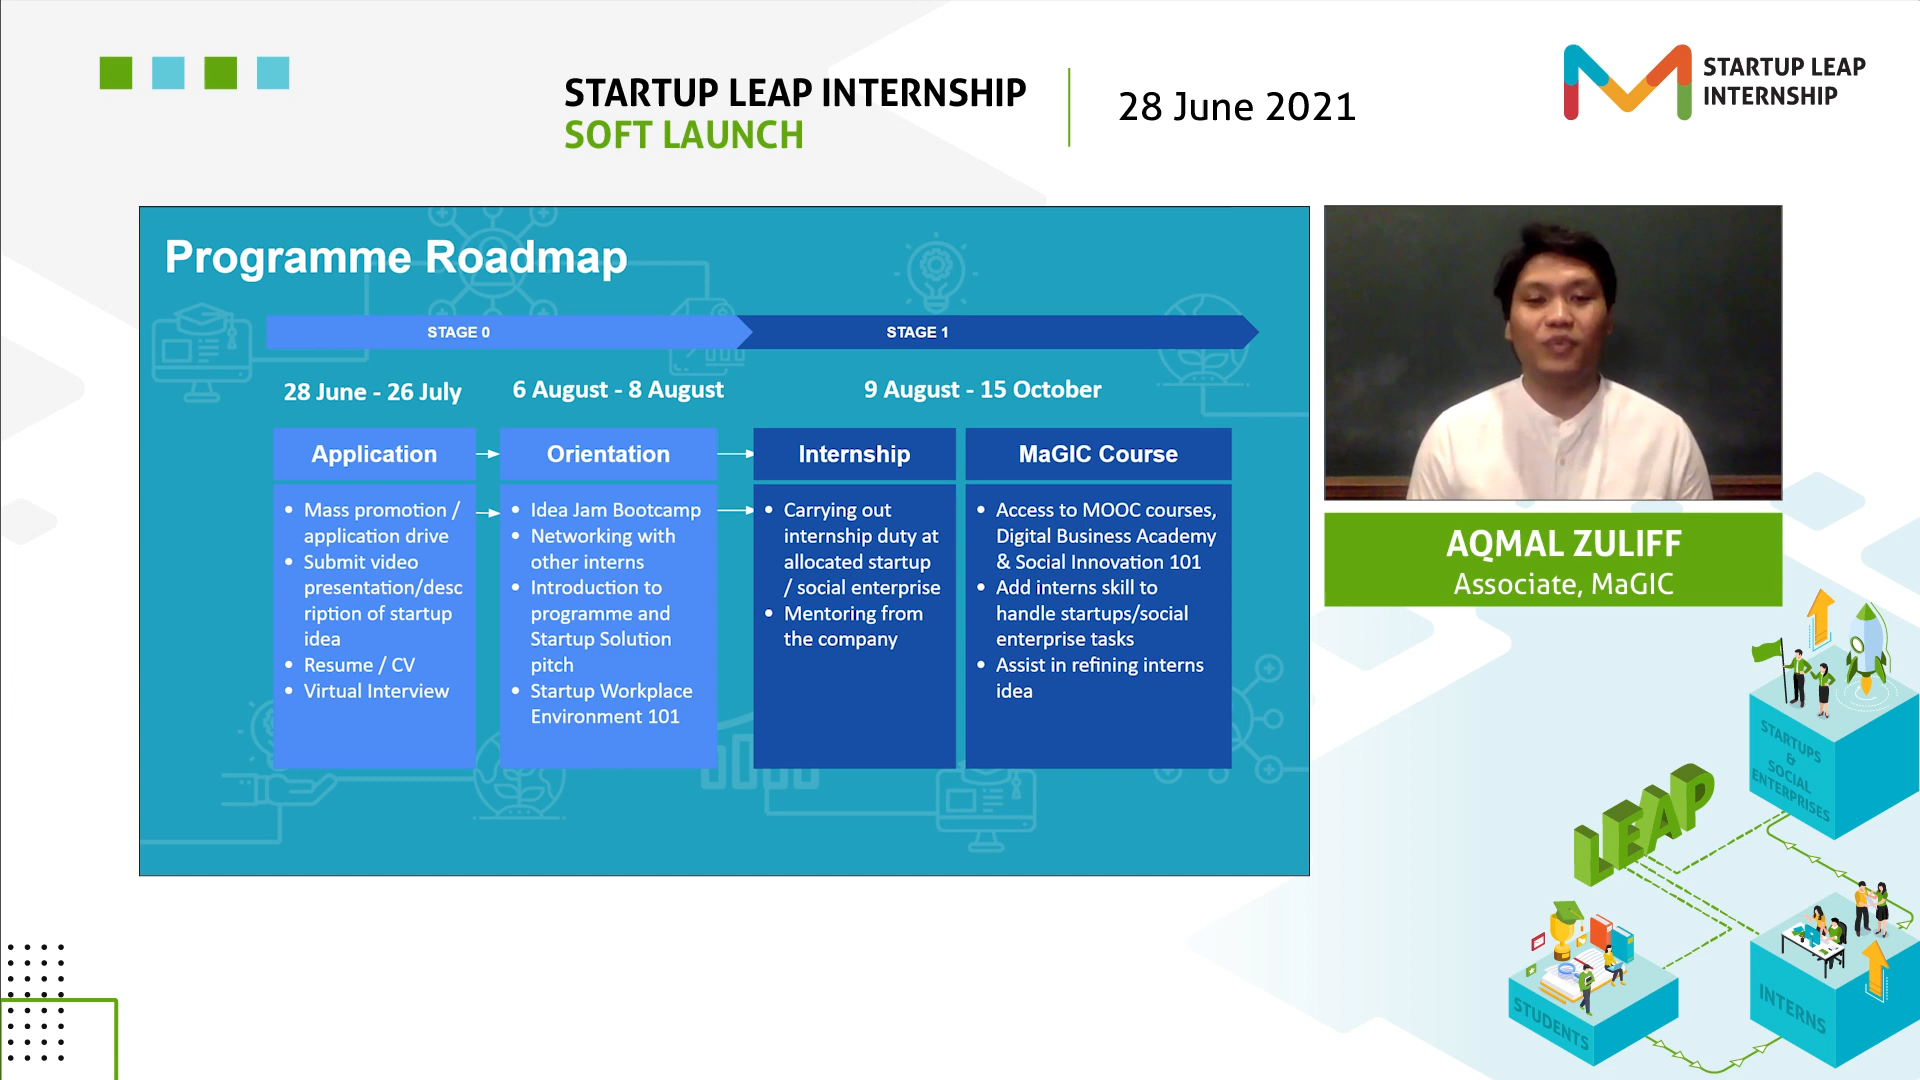 STARTUP LEAP INTERNSHIP
SOFT LAUNCH
28 June 2021
STARTUP LEAP
INTERNSHIP
Programme Roadmap
STAGE 0
STAGE 1
28 June - 26 July
6 August - 8 August
9 August - 15 October
Application
Orientation
Internship
MaGIC Course
• Mass promotion /
application drive
• Submit video
presentation/desc
ription of startup
idea
• Resume / CV
• Virtual Interview
• Idea Jam Bootcamp
• Networking with
other interns
• Introduction to
programme and
Startup Solution
pitch
• Startup Workplace
Environment 101
• Carrying out
internship duty at
allocated startup
/ social enterprise
• Mentoring from
the company
• Access to MOOC courses,
Digital Business Academy
& Social Innovation 101
• Add interns skill to
handle startups/social
enterprise tasks
• Assist in refining interns
idea
AQMAL ZULIFF
Associate, MaGIC
STARTUPS
&
SOCIAL
ENTERPRISES
LEAP
STUDENTS
INTERNS